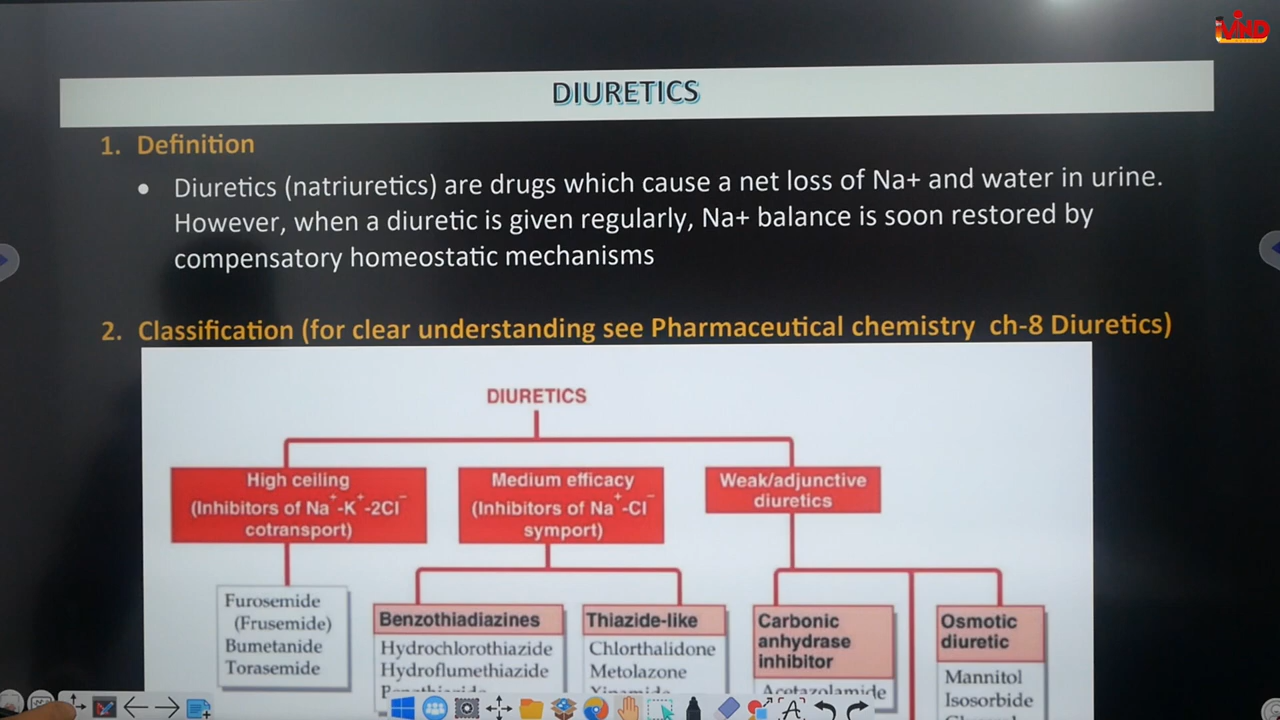 iVIND
DIURETICS
1. Definition
• Diuretics (natriuretics) are drugs which cause a net loss of Na+ and water in urine.
However, when a diuretic is given regularly, Na+ balance is soon restored by
compensatory homeostatic mechanisms
2. Classification (for clear understanding see Pharmaceutical chemistry ch-8 Diuretics)
DIURETICS
High ceiling
(Inhibitors of Na⁺-K⁺-2Cl⁻
cotransport)
Medium efficacy
(Inhibitors of Na⁺-Cl⁻
symport)
Weak/adjunctive
diuretics
Furosemide
(Frusemide)
Bumetanide
Torasemide
Benzothiadiazines
Hydrochlorothiazide
Hydroflumethiazide
Thiazide-like
Chlorthalidone
Metolazone
Carbonic
anhydrase
inhibitor
Acetazolamide
Osmotic
diuretic
Mannitol
Isosorbide